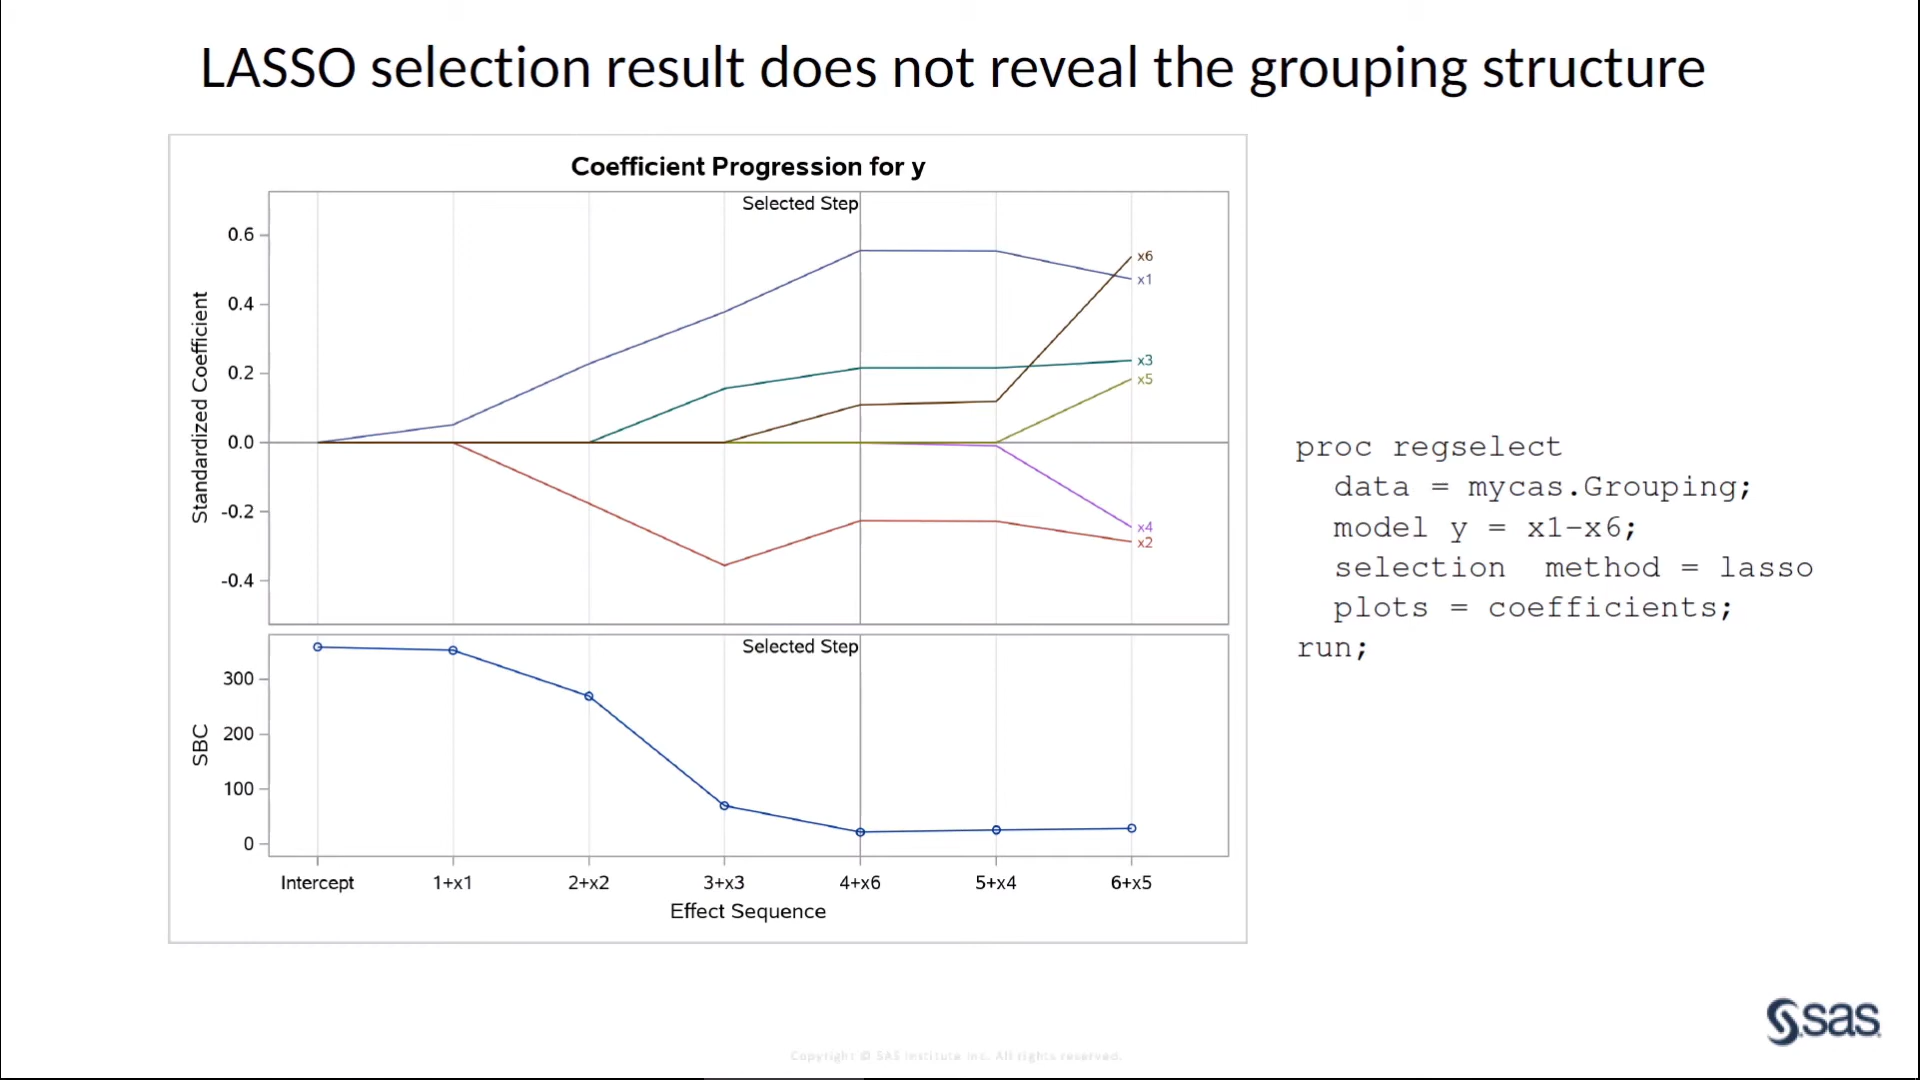 LASSO selection result does not reveal the grouping structure
Coefficient Progression for y
Selected Step
0.6
0.4
0.2
0.0
-0.2
-0.4
Standardized Coefficient
x6
x1
x3
x5
x4
x2
Selected Step
300
200
100
0
SBC
Intercept
1+x1
2+x2
3+x3
4+x6
5+x4
6+x5
Effect Sequence
proc regselect
data = mycas.Grouping;
model y = x1-x6;
selection method = lasso
plots = coefficients;
run;
sas
Copyright © SAS Institute Inc. All rights reserved.